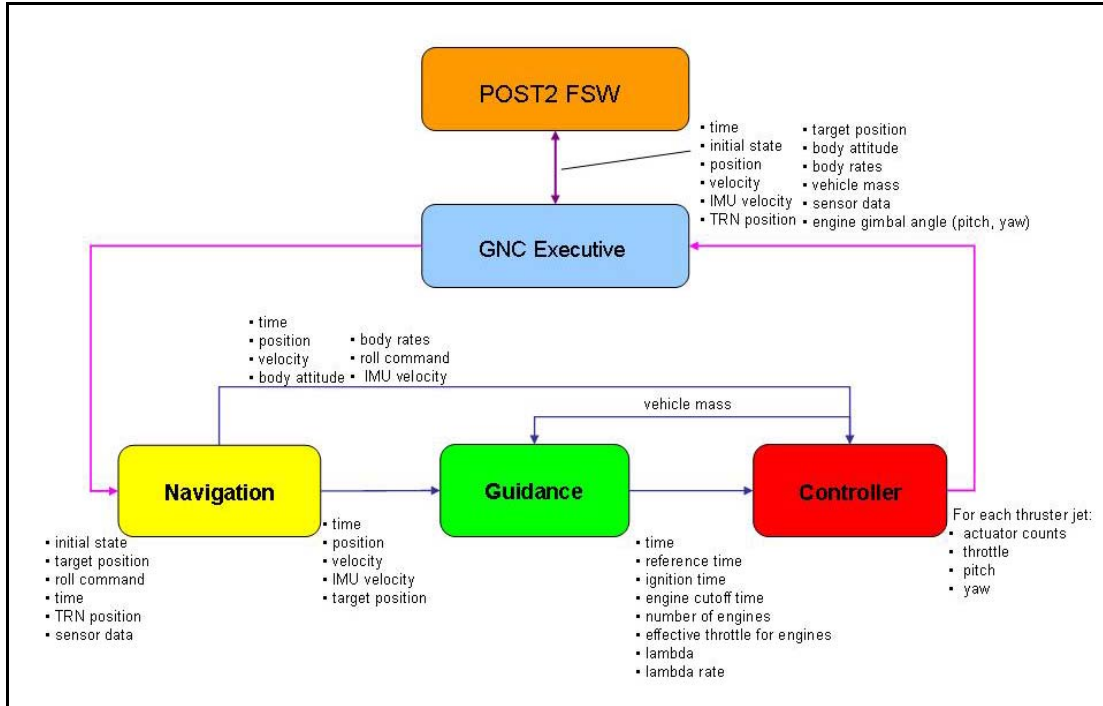 POST2 FSW
▪ time
▪ initial state
▪ position
▪ velocity
▪ IMU velocity
▪ TRN position
▪ target position
▪ body attitude
▪ body rates
▪ vehicle mass
▪ sensor data
▪ engine gimbal angle (pitch, yaw)
GNC Executive
▪ time
▪ position
▪ velocity
▪ body attitude
▪ body rates
▪ roll command
▪ IMU velocity
vehicle mass
Navigation
Guidance
Controller
▪ initial state
▪ target position
▪ roll command
▪ time
▪ TRN position
▪ sensor data
▪ time
▪ position
▪ velocity
▪ IMU velocity
▪ target position
▪ time
▪ reference time
▪ ignition time
▪ engine cutoff time
▪ number of engines
▪ effective throttle for engines
▪ lambda
▪ lambda rate
For each thruster jet:
▪ actuator counts
▪ throttle
▪ pitch
▪ yaw